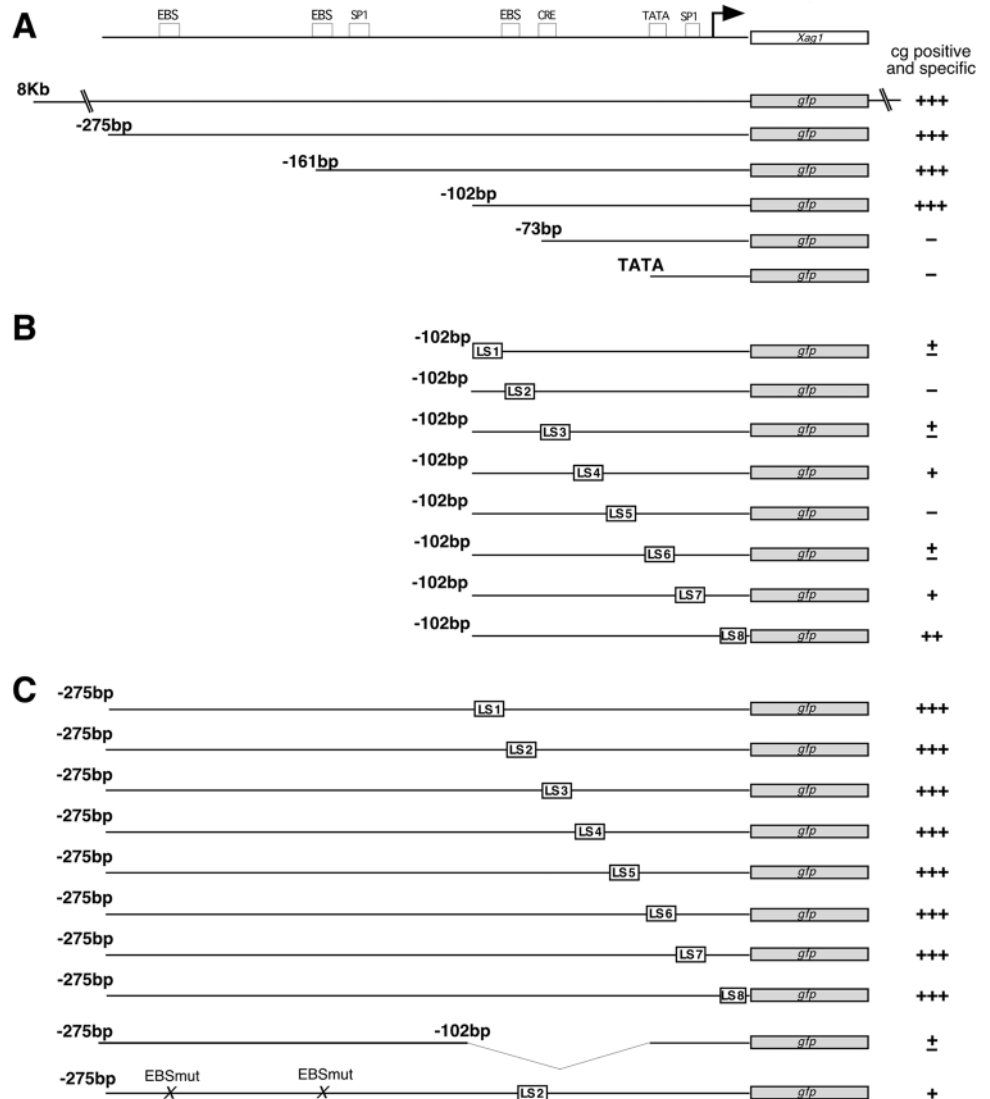 A
EBS EBS SP1 EBS CRE TATA SP1
Xag1
cg positive
and specific
8Kb gfp +++
-275bp gfp +++
-161bp gfp +++
-102bp gfp +++
-73bp gfp –
TATA gfp –
B
-102bp LS1 gfp ±
-102bp LS2 gfp –
-102bp LS3 gfp ±
-102bp LS4 gfp +
-102bp LS5 gfp –
-102bp LS6 gfp ±
-102bp LS7 gfp +
-102bp LS8 gfp ++
C
-275bp LS1 gfp +++
-275bp LS2 gfp +++
-275bp LS3 gfp +++
-275bp LS4 gfp +++
-275bp LS5 gfp +++
-275bp LS6 gfp +++
-275bp LS7 gfp +++
-275bp LS8 gfp +++
-275bp -102bp gfp ±
-275bp EBSmut X EBSmut X LS2 gfp +